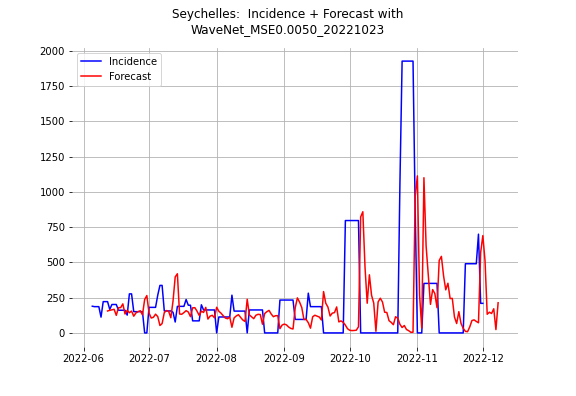 Seychelles:  Incidence + Forecast with
WaveNet_MSE0.0050_20221023
Incidence
Forecast
2000
1750
1500
1250
1000
750
500
250
0
2022-06 2022-07 2022-08 2022-09 2022-10 2022-11 2022-12